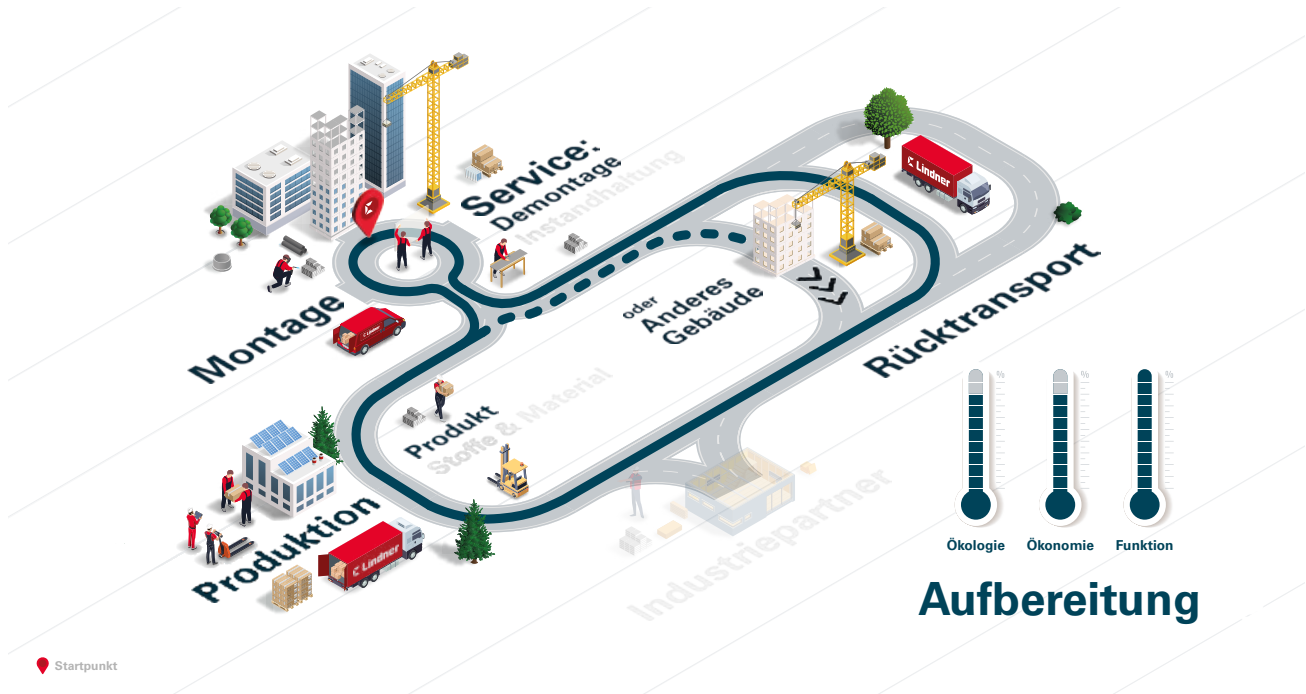 Service:
Demontage
Instandhaltung
Lindner
Montage
Lindner
oder
Anderes
Gebäude
Rücktransport
Produkt
Stoffe & Material
Produktion
Lindner
Industriepartner
% % %
Ökologie Ökonomie Funktion
Aufbereitung
Startpunkt